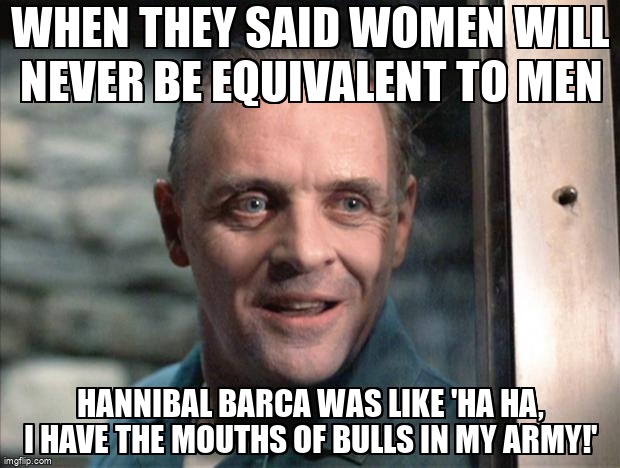 WHEN THEY SAID WOMEN WILL
NEVER BE EQUIVALENT TO MEN
HANNIBAL BARCA WAS LIKE 'HA HA,
I HAVE THE MOUTHS OF BULLS IN MY ARMY!'
imgflip.com